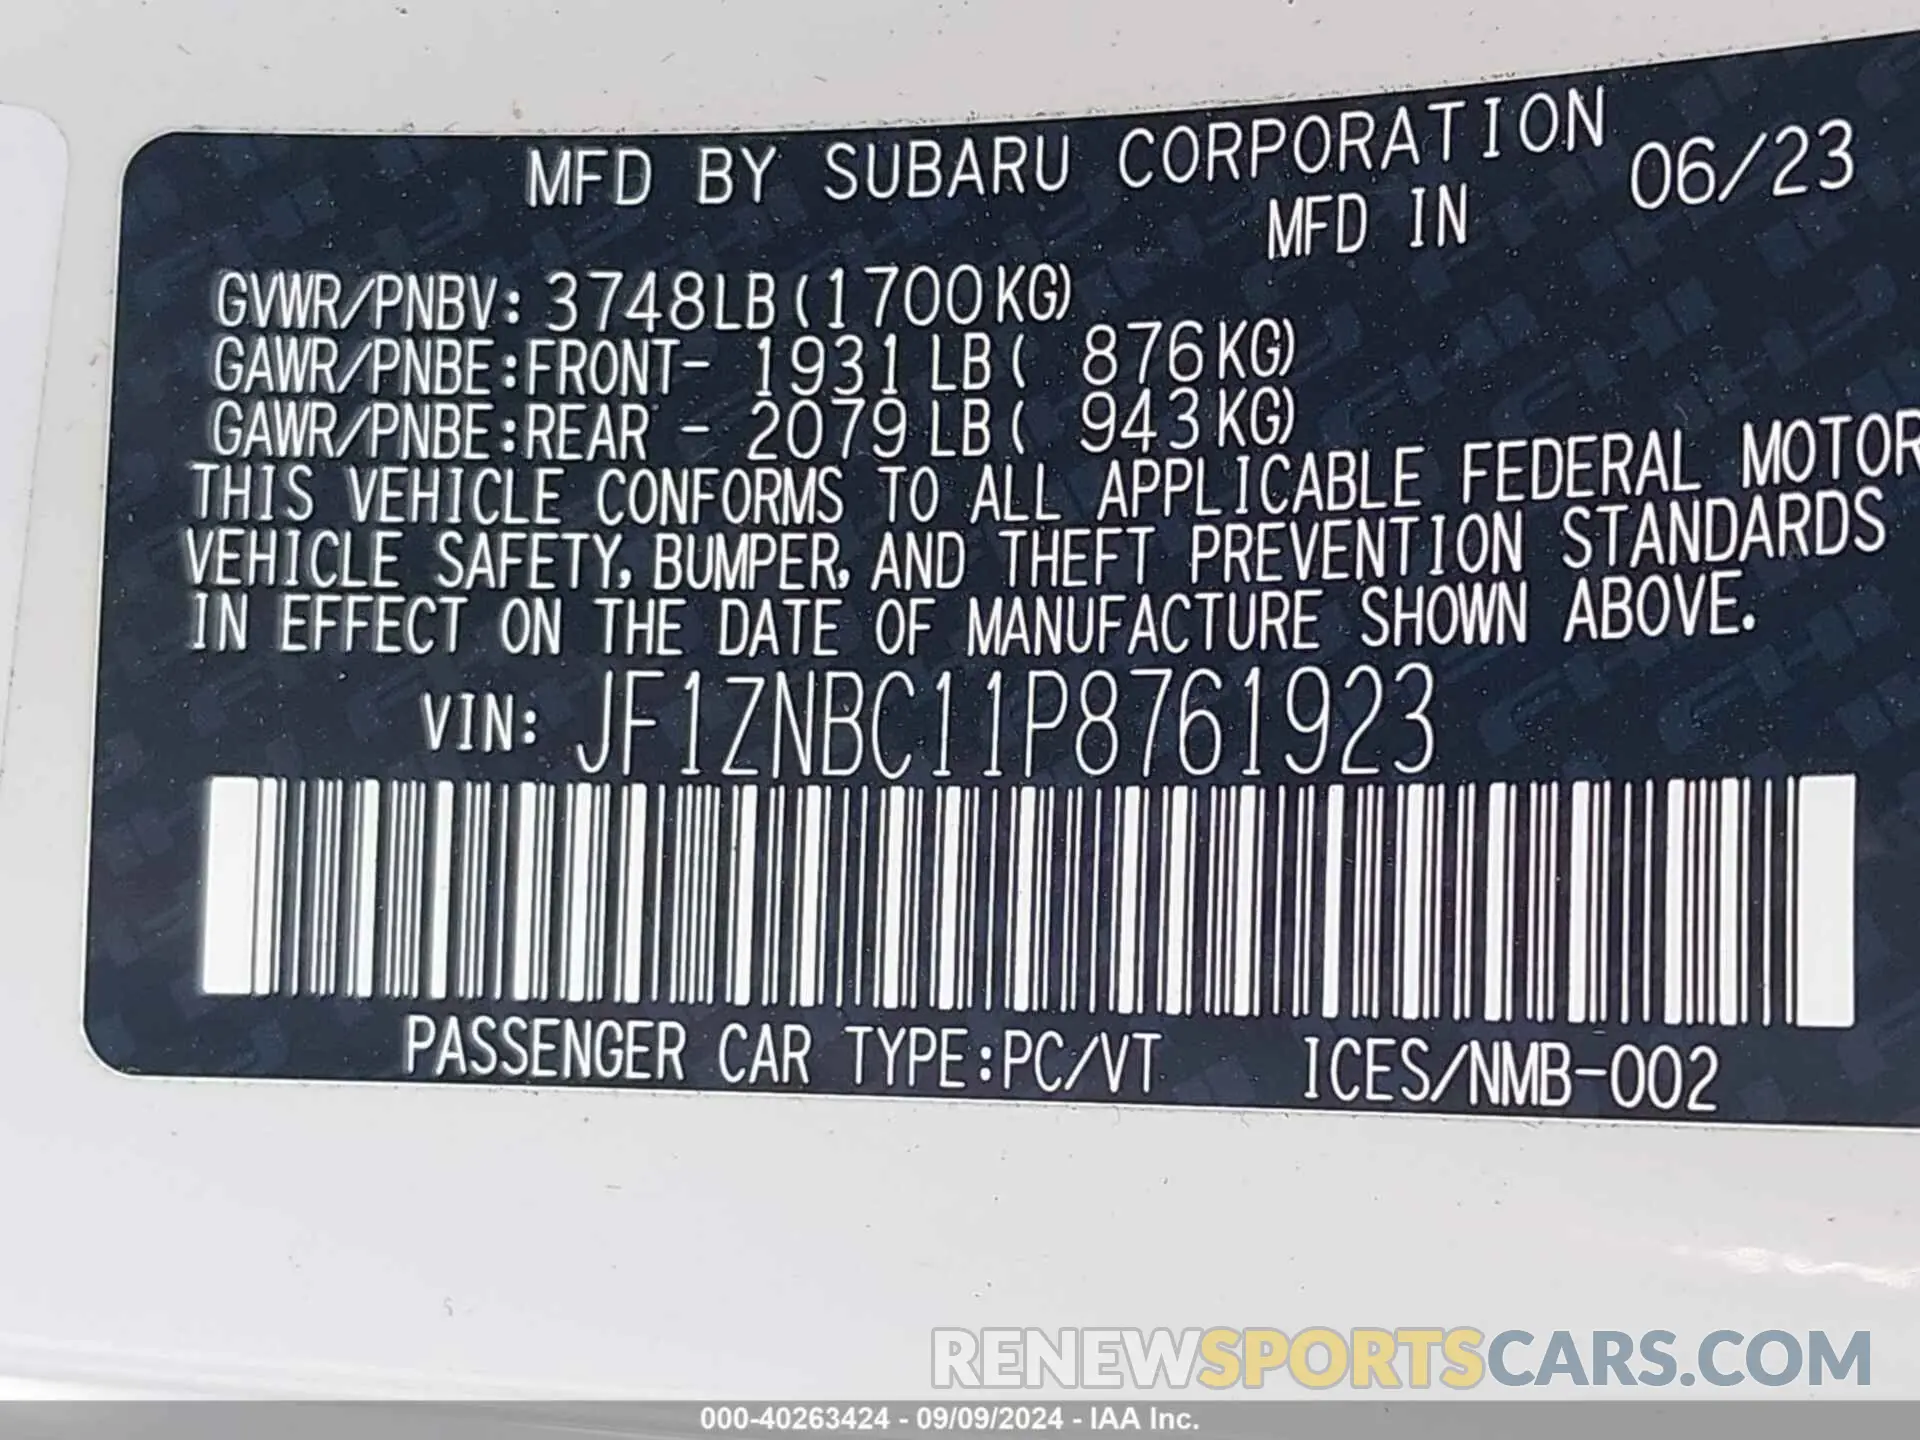 MFD BY SUBARU CORPORATION 06/23
MFD IN
GVWR/PNBV: 3748LB(1700KG)
GAWR/PNBE:FRONT- 1931LB( 876KG)
GAWR/PNBE:REAR - 2079LB( 943KG)
THIS VEHICLE CONFORMS TO ALL APPLICABLE FEDERAL MOTOR
VEHICLE SAFETY, BUMPER, AND THEFT PREVENTION STANDARDS
IN EFFECT ON THE DATE OF MANUFACTURE SHOWN ABOVE.
VIN: JF1ZNBC11P8761923
PASSENGER CAR TYPE:PC/VT ICES/NMB-002
RENEWSPORTSCARS.COM
000-40263424 - 09/09/2024 - IAA Inc.